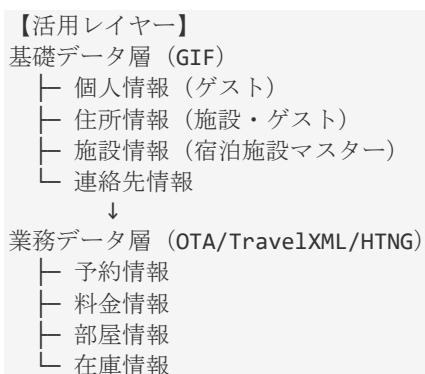 【活用レイヤー】
基礎データ層（GIF）
├─ 個人情報（ゲスト）
├─ 住所情報（施設・ゲスト）
├─ 施設情報（宿泊施設マスター）
└─ 連絡先情報
↓
業務データ層（OTA/TravelXML/HTNG）
├─ 予約情報
├─ 料金情報
├─ 部屋情報
└─ 在庫情報